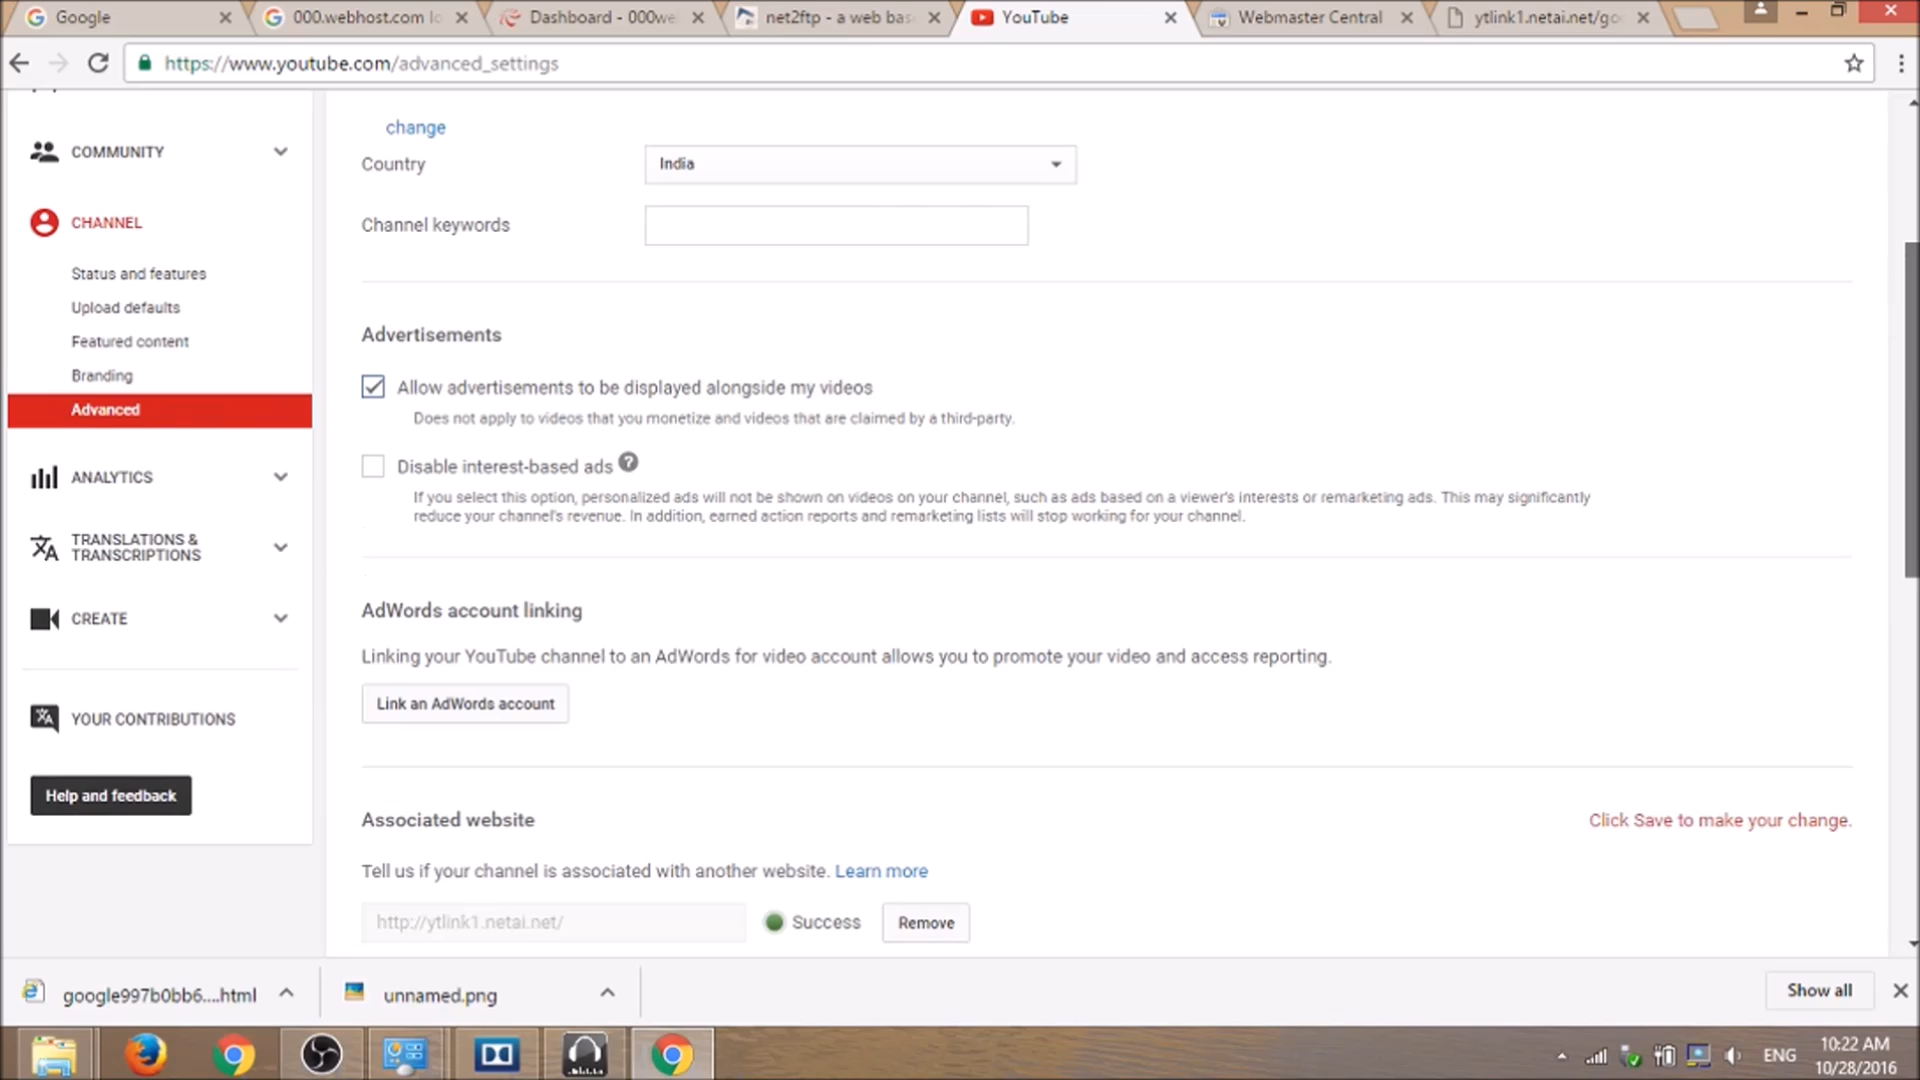 Google
000.webhost.com lo
Dashboard - 000we
net2ftp - a web bas
YouTube
Webmaster Central
ytlink1.netai.net/go
https://www.youtube.com/advanced_settings
change
COMMUNITY
Country
India
CHANNEL
Channel keywords
Status and features
Upload defaults
Featured content
Branding
Advanced
Advertisements
Allow advertisements to be displayed alongside my videos
Does not apply to videos that you monetize and videos that are claimed by a third-party.
Disable interest-based ads
If you select this option, personalized ads will not be shown on videos on your channel, such as ads based on a viewer's interests or remarketing ads. This may significantly
reduce your channel's revenue. In addition, earned action reports and remarketing lists will stop working for your channel.
ANALYTICS
TRANSLATIONS &
TRANSCRIPTIONS
CREATE
AdWords account linking
Linking your YouTube channel to an AdWords for video account allows you to promote your video and access reporting.
Link an AdWords account
YOUR CONTRIBUTIONS
Help and feedback
Associated website
Click Save to make your change.
Tell us if your channel is associated with another website. Learn more
http://ytlink1.netai.net/
Success
Remove
google997b0bb6....html
unnamed.png
Show all
ENG
10:22 AM
10/28/2016